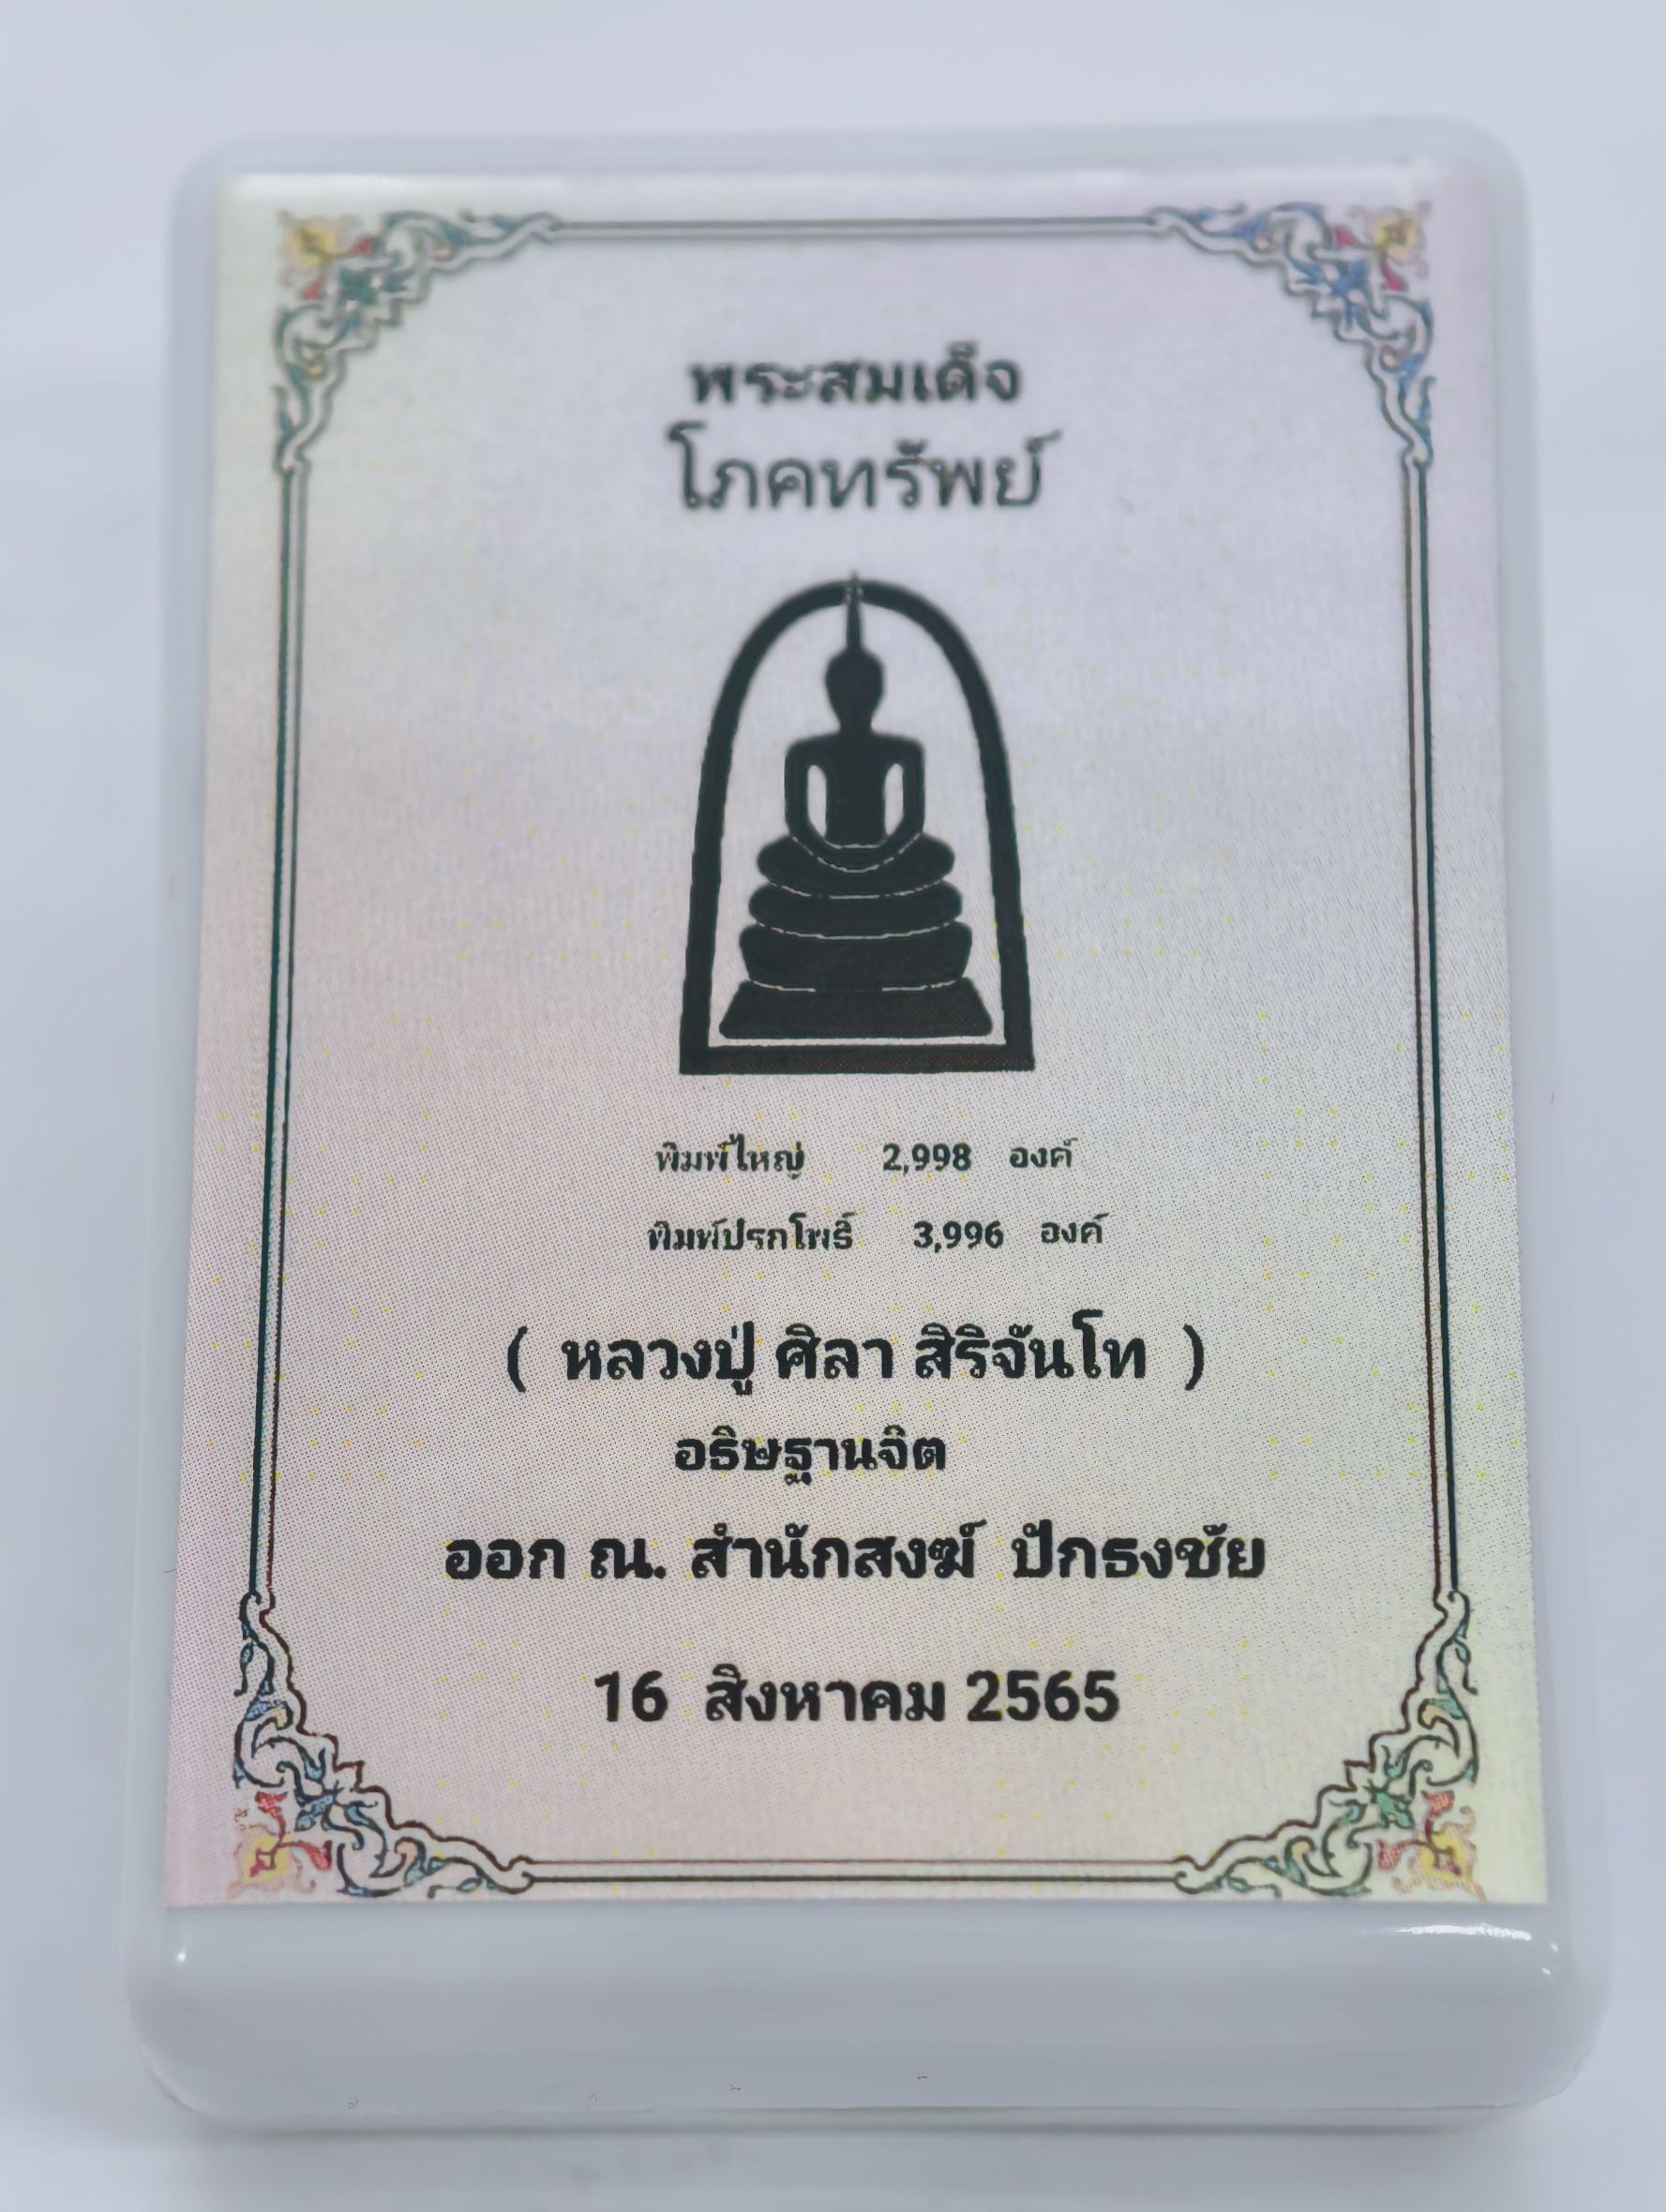 พระสมเด็จ
โภคทรัพย์
พิมพ์ใหญ่ 2,998 องค์
พิมพ์ปรกโพธิ์ 3,996 องค์
( หลวงปู่ ศิลา สิริจันโท )
อธิษฐานจิต
ออก ณ. สำนักสงฆ์ ปักธงชัย
16 สิงหาคม 2565